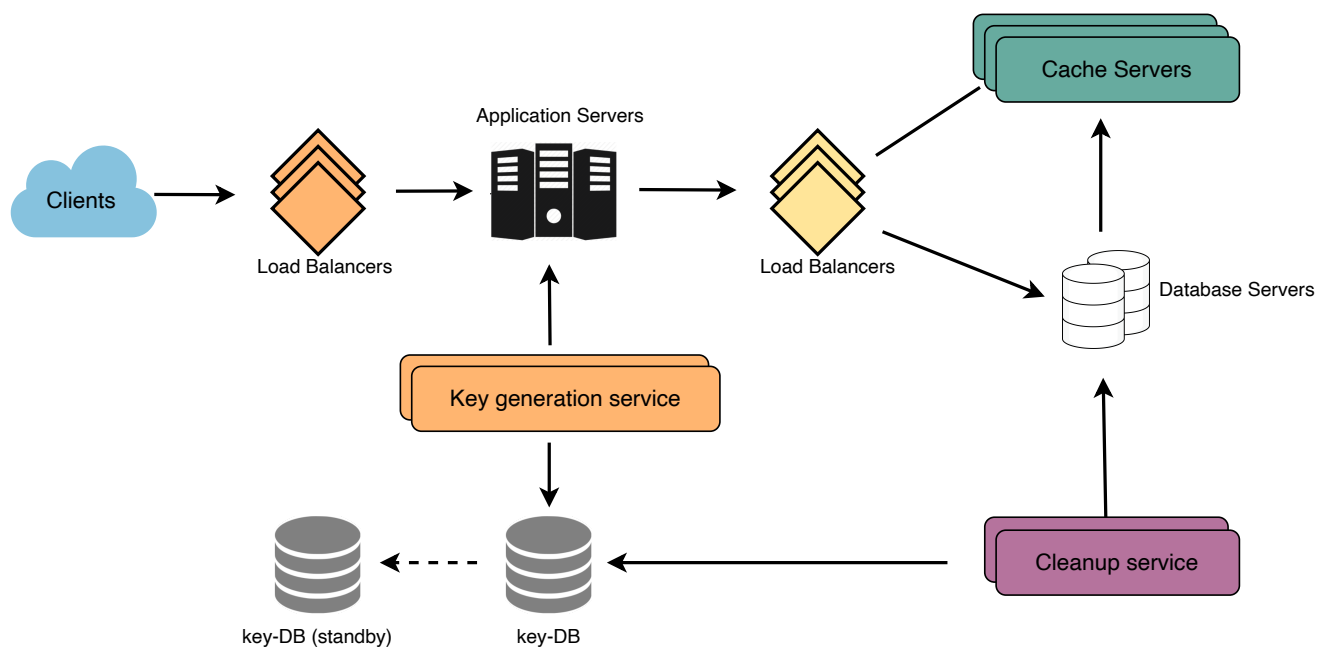 Cache Servers
Application Servers
Clients
Load Balancers
Load Balancers
Database Servers
Key generation service
Cleanup service
key-DB (standby)
key-DB